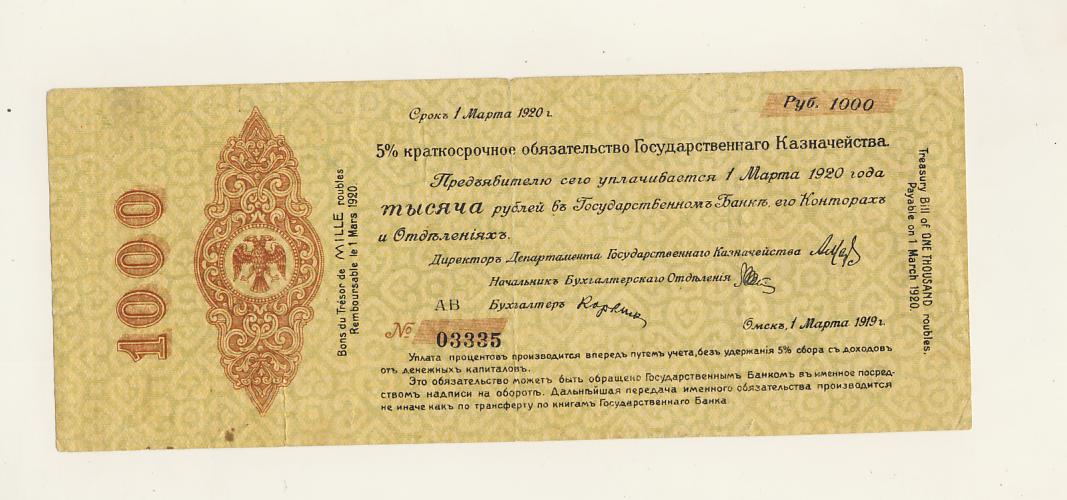 1000
Bons du Trésor de MILLE roubles
Remboursable le 1 Mars 1920.
Срокъ 1 Марта 1920 г.
Руб. 1000
5% краткосрочное обязательство Государственнаго Казначейства.
Предъявителю сего уплачивается 1 Марта 1920 года
тысяча рублей въ Государственномъ Банкѣ, его Конторахъ
и Отдѣленіяхъ.
Директоръ Департамента Государственнаго Казначейства
Начальникъ Бухгалтерскаго Отдѣленія
АВ Бухгалтеръ
№ 03335
Омскъ, 1 Марта 1919 г.
Уплата процентовъ производится впередъ путемъ учета, безъ удержанія 5% сбора съ доходовъ
отъ денежныхъ капиталовъ.
Это обязательство можетъ быть обращено Государственнымъ Банкомъ въ именное посред-
ствомъ надписи на оборотѣ. Дальнѣйшая передача именного обязательства производится
не иначе какъ по трансферту по книгамъ Государственнаго Банка
Treasury Bill of ONE THOUSAND roubles.
Payable on 1 March 1920.